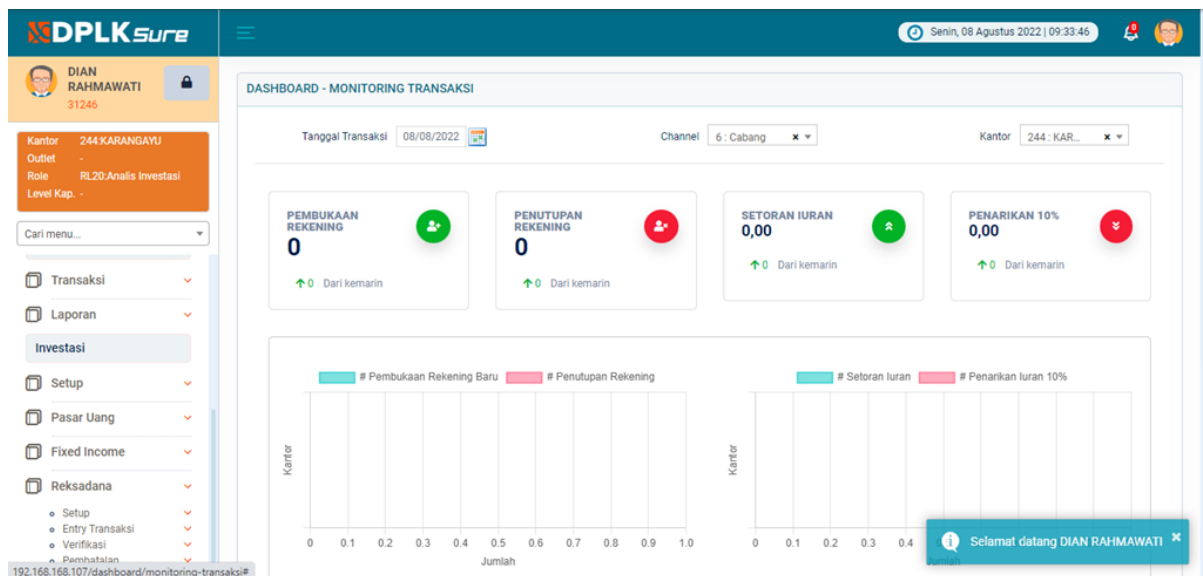 DPLKSure
Senin, 08 Agustus 2022 | 09:33:46
DIAN
RAHMAWATI
31246
Kantor 244:KARANGAYU
Outlet -
Role RL20:Analis Investasi
Level Kap. -
Cari menu...
Transaksi
Laporan
Investasi
Setup
Pasar Uang
Fixed Income
Reksadana
Setup
Entry Transaksi
Verifikasi
Pembatalan
192.168.168.107/dashboard/monitoring-transaksi#
DASHBOARD - MONITORING TRANSAKSI
Tanggal Transaksi 08/08/2022 Channel 6 : Cabang × Kantor 244 : KAR... ×
PEMBUKAAN
REKENING
0
0 Dari kemarin
PENUTUPAN
REKENING
0
0 Dari kemarin
SETORAN IURAN
0,00
0 Dari kemarin
PENARIKAN 10%
0,00
0 Dari kemarin
# Pembukaan Rekening Baru # Penutupan Rekening
Kantor
0 0.1 0.2 0.3 0.4 0.5 0.6 0.7 0.8 0.9 1.0
Jumlah
# Setoran Iuran # Penarikan Iuran 10%
Kantor
0 0.1 0.2 0.3 0.4
Jumlah
Selamat datang DIAN RAHMAWATI ×